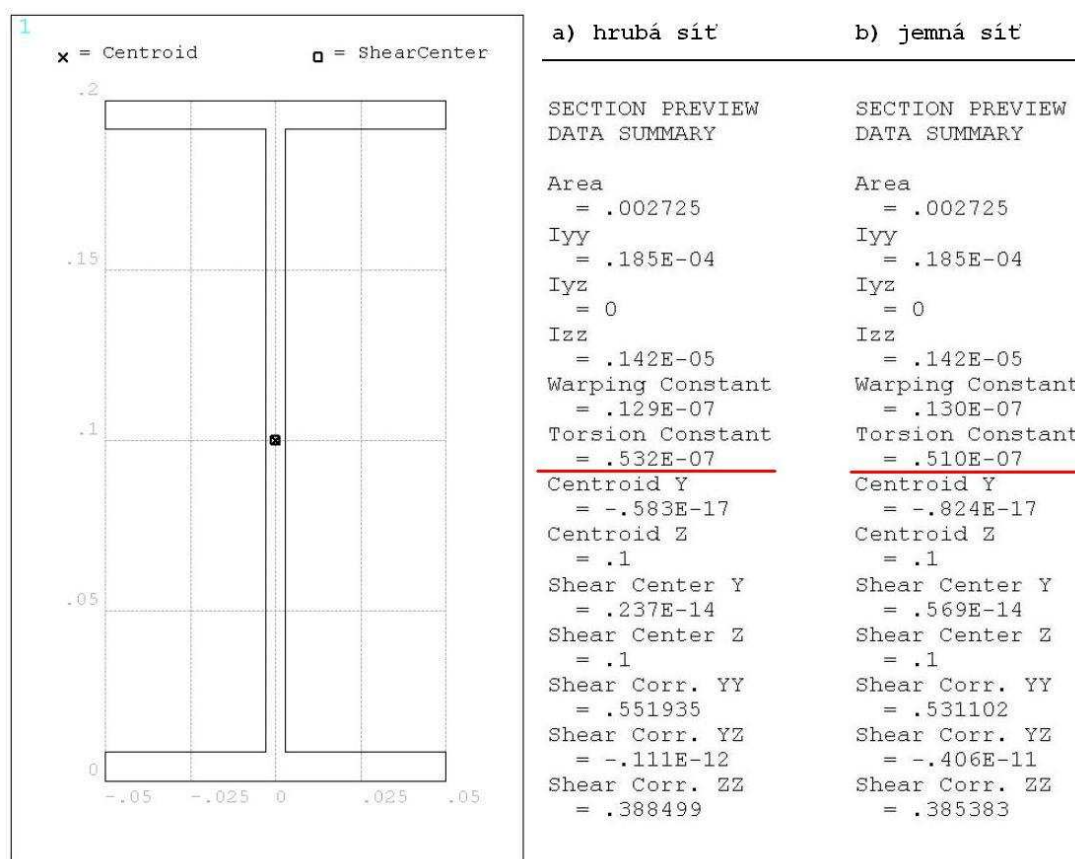 1
× = Centroid
□ = ShearCenter
.2
.15
.1
.05
0
-.05
-.025
0
.025
.05
a) hrubá síť
SECTION PREVIEW
DATA SUMMARY
Area
= .002725
Iyy
= .185E-04
Iyz
= 0
Izz
= .142E-05
Warping Constant
= .129E-07
Torsion Constant
= .532E-07
Centroid Y
= -.583E-17
Centroid Z
= .1
Shear Center Y
= .237E-14
Shear Center Z
= .1
Shear Corr. YY
= .551935
Shear Corr. YZ
= -.111E-12
Shear Corr. ZZ
= .388499
b) jemná síť
SECTION PREVIEW
DATA SUMMARY
Area
= .002725
Iyy
= .185E-04
Iyz
= 0
Izz
= .142E-05
Warping Constant
= .130E-07
Torsion Constant
= .510E-07
Centroid Y
= -.824E-17
Centroid Z
= .1
Shear Center Y
= .569E-14
Shear Center Z
= .1
Shear Corr. YY
= .531102
Shear Corr. YZ
= -.406E-11
Shear Corr. ZZ
= .385383